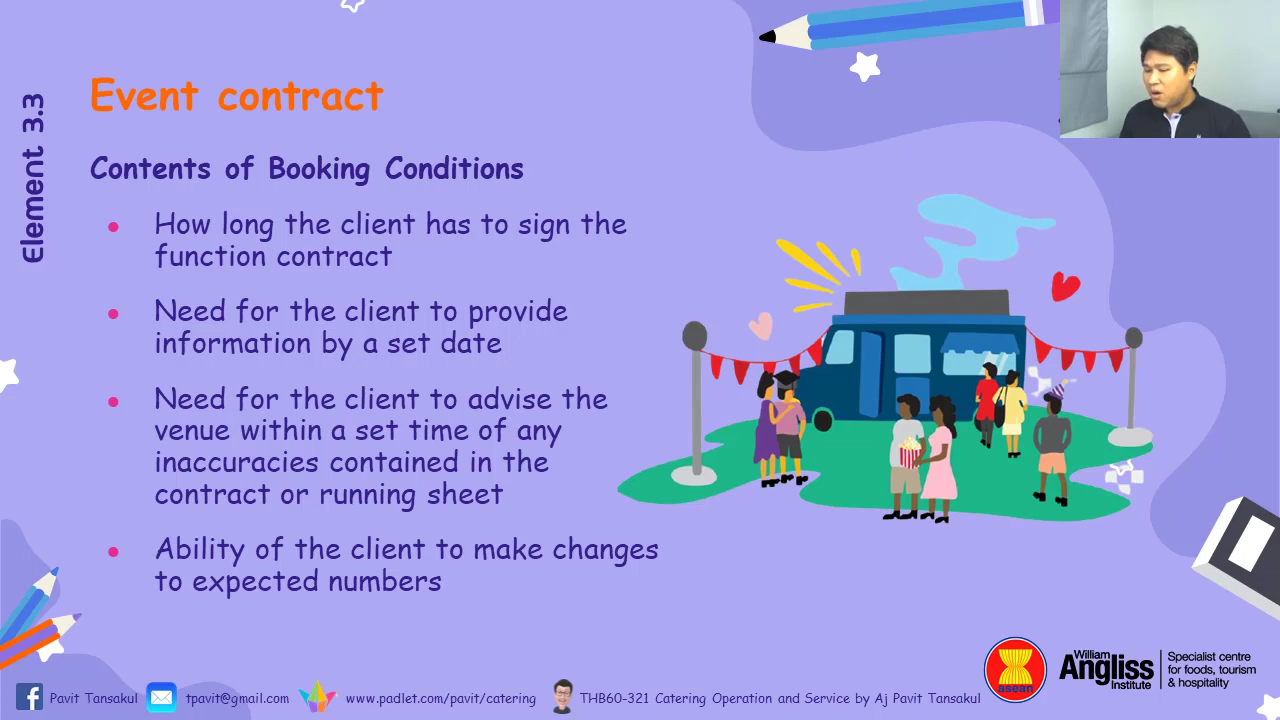 Element 3.3
Event contract
Contents of Booking Conditions
How long the client has to sign the
function contract
Need for the client to provide
information by a set date
Need for the client to advise the
venue within a set time of any
inaccuracies contained in the
contract or running sheet
Ability of the client to make changes
to expected numbers
Pavit Tansakul
tpavit@gmail.com
www.padlet.com/pavit/catering
THB60-321 Catering Operation and Service by Aj Pavit Tansakul
asean
William
Angliss
Institute
Specialist centre
for foods, tourism
& hospitality